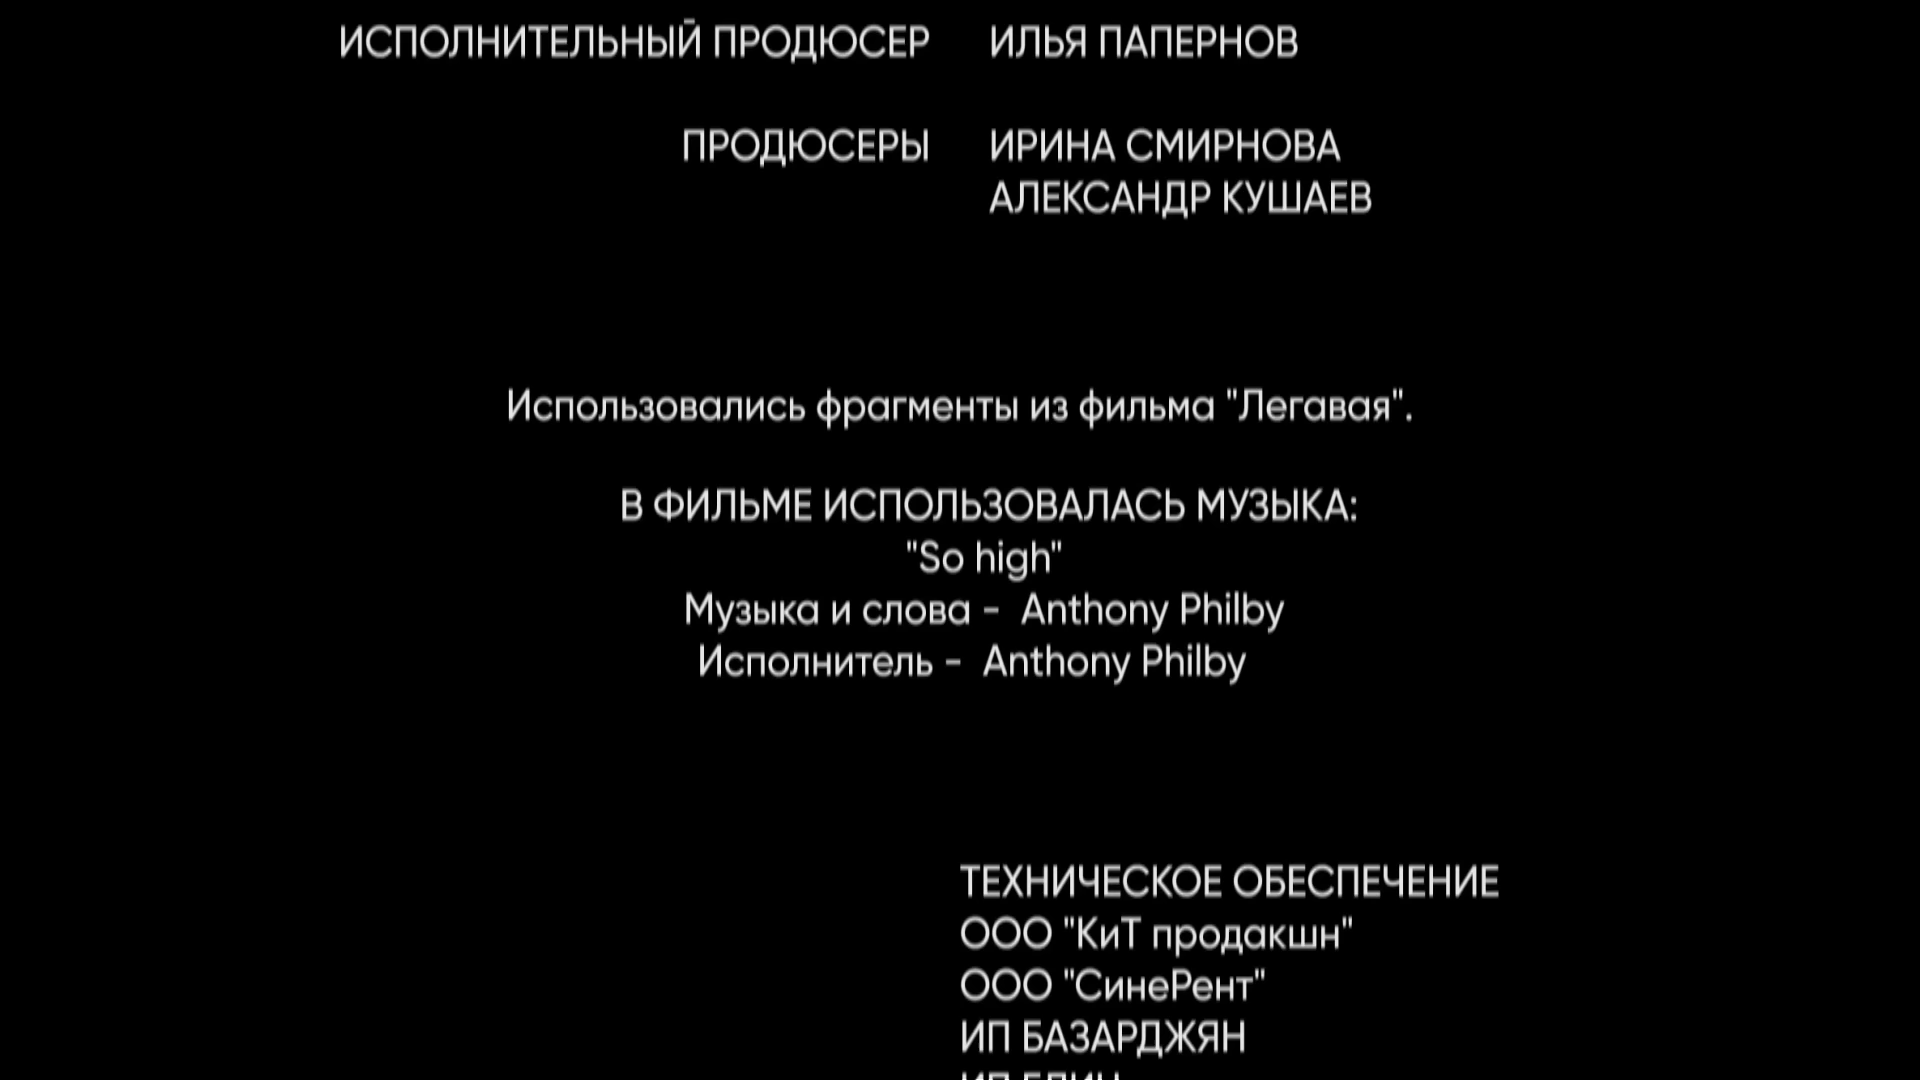 ИСПОЛНИТЕЛЬНЫЙ ПРОДЮСЕР ИЛЬЯ ПАПЕРНОВ
ПРОДЮСЕРЫ ИРИНА СМИРНОВА
АЛЕКСАНДР КУШАЕВ
Использовались фрагменты из фильма "Легавая".
В ФИЛЬМЕ ИСПОЛЬЗОВАЛАСЬ МУЗЫКА:
"So high"
Музыка и слова - Anthony Philby
Исполнитель - Anthony Philby
ТЕХНИЧЕСКОЕ ОБЕСПЕЧЕНИЕ
ООО "КиТ продакшн"
ООО "СинеРент"
ИП БАЗАРДЖЯН
ИП